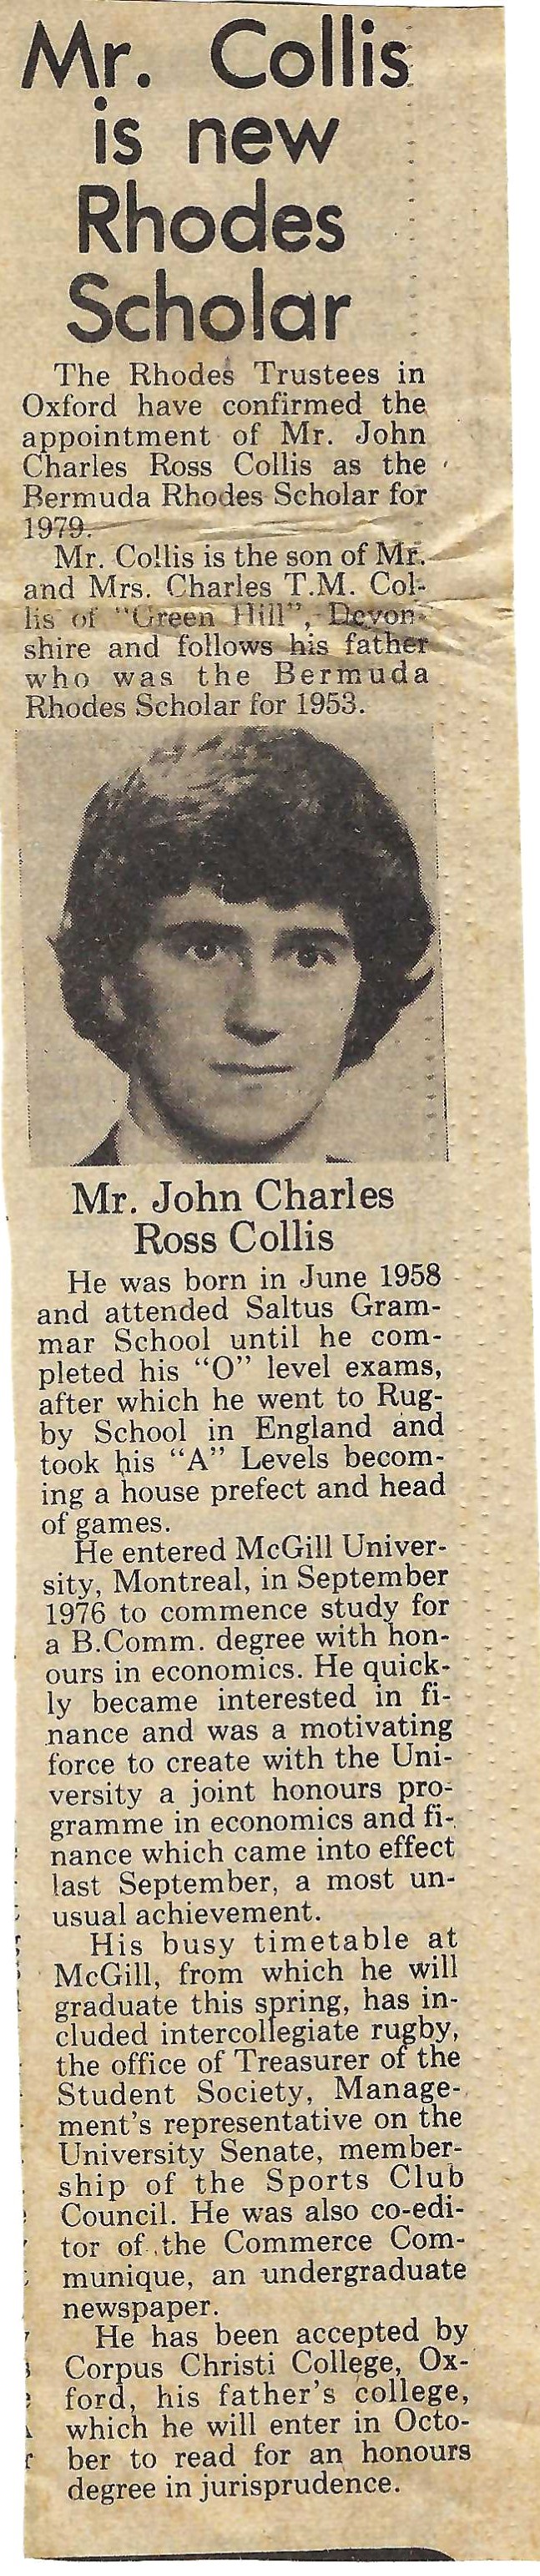 Mr. Collis
is new
Rhodes
Scholar
The Rhodes Trustees in
Oxford have confirmed the
appointment of Mr. John
Charles Ross Collis as the
Bermuda Rhodes Scholar for
1979.
Mr. Collis is the son of Mr.
and Mrs. Charles T.M. Col-
lis of "Green Hill", Devon-
shire and follows his father
who was the Bermuda
Rhodes Scholar for 1953.
Mr. John Charles
Ross Collis
He was born in June 1958
and attended Saltus Gram-
mar School until he com-
pleted his "O" level exams,
after which he went to Rug-
by School in England and
took his "A" Levels becom-
ing a house prefect and head
of games.
He entered McGill Univer-
sity, Montreal, in September
1976 to commence study for
a B.Comm. degree with hon-
ours in economics. He quick-
ly became interested in fi-
nance and was a motivating
force to create with the Uni-
versity a joint honours pro-
gramme in economics and fi-
nance which came into effect
last September, a most un-
usual achievement.
His busy timetable at
McGill, from which he will
graduate this spring, has in-
cluded intercollegiate rugby,
the office of Treasurer of the
Student Society, Manage-
ment's representative on the
University Senate, member-
ship of the Sports Club
Council. He was also co-edi-
tor of the Commerce Com-
munique, an undergraduate
newspaper.
He has been accepted by
Corpus Christi College, Ox-
ford, his father's college,
which he will enter in Octo-
ber to read for an honours
degree in jurisprudence.